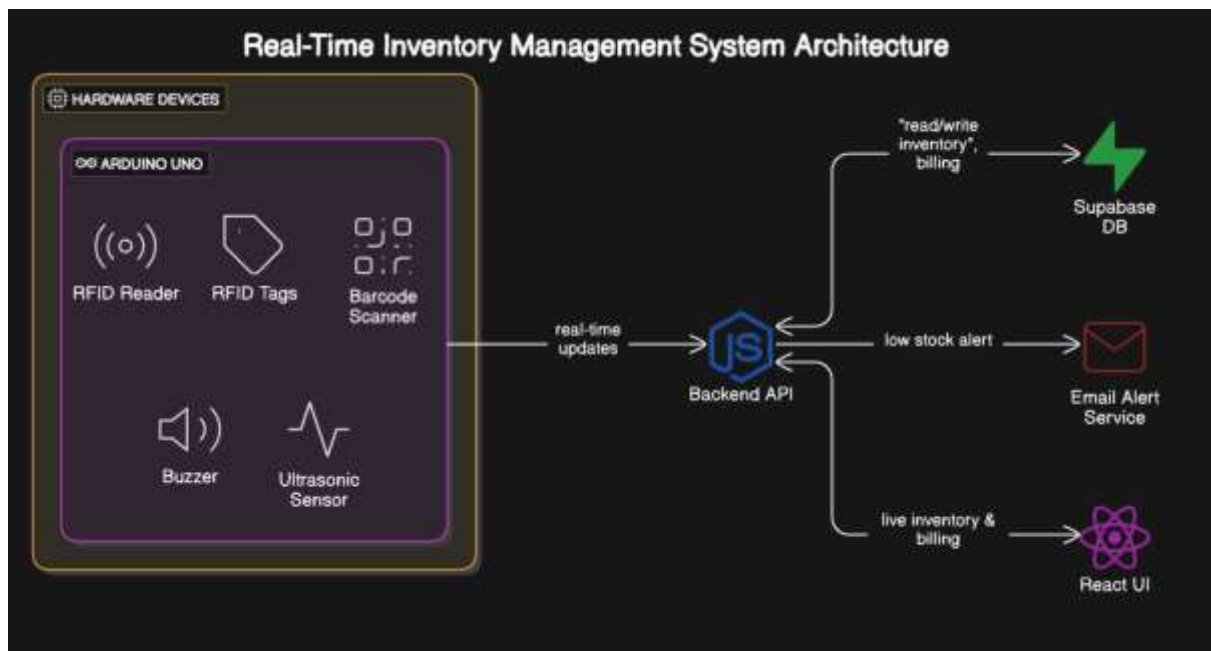 Real-Time Inventory Management System Architecture
HARDWARE DEVICES
ARDUINO UNO
RFID Reader
RFID Tags
Barcode
Scanner
Buzzer
Ultrasonic
Sensor
real-time
updates
JS
Backend API
"read/write
inventory",
billing
Supabase
DB
low stock alert
Email Alert
Service
live inventory &
billing
React UI